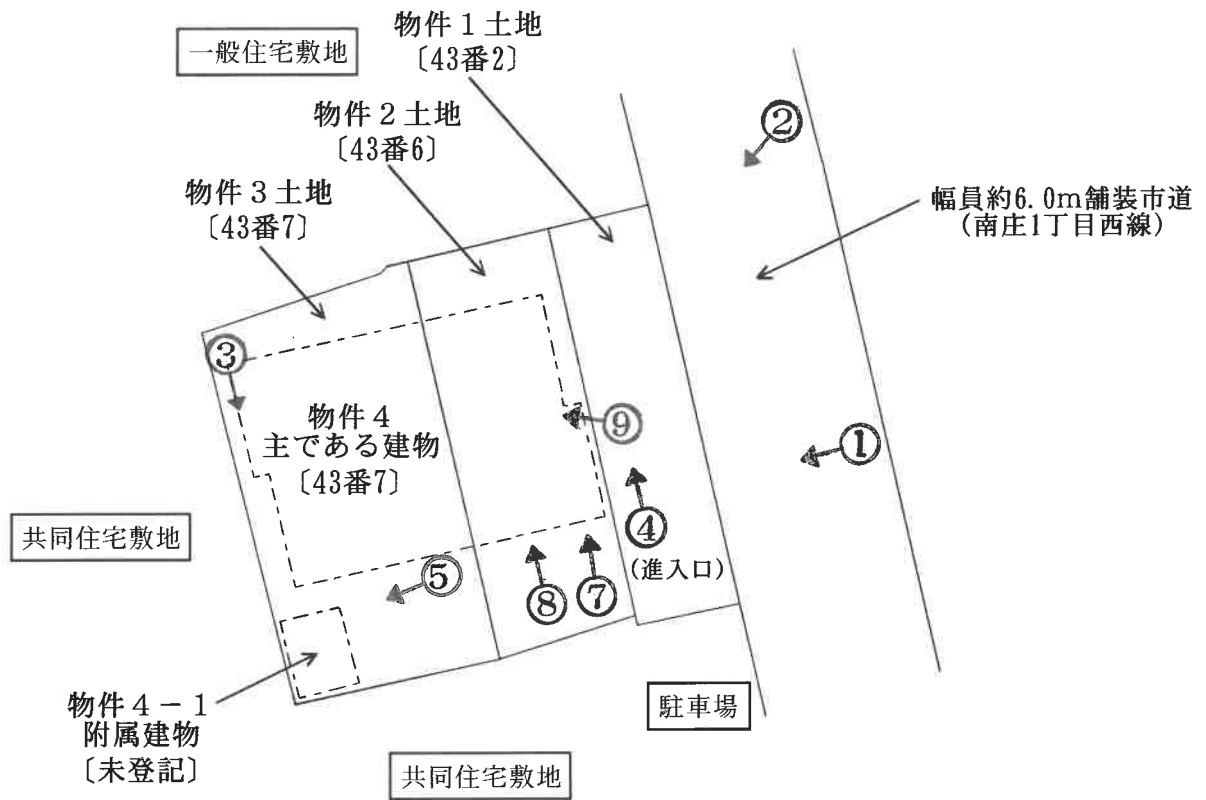 一般住宅敷地
物件1土地
〔43番2〕
物件2土地
〔43番6〕
物件3土地
〔43番7〕
②
幅員約6.0m舗装市道
(南庄1丁目西線)
③
物件4
主である建物
〔43番7〕
⑨
①
④
(進入口)
共同住宅敷地
⑤
⑧
⑦
物件4-1
附属建物
〔未登記〕
駐車場
共同住宅敷地